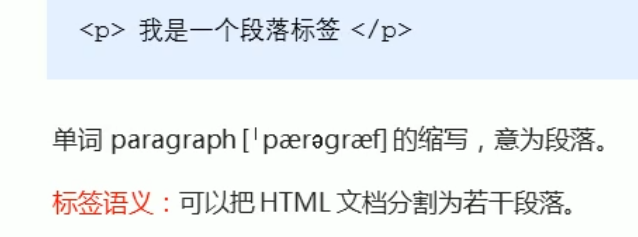 <p> 我是一个段落标签 </p>
单词 paragraph [ˈpærəgræf] 的缩写，意为段落。
标签语义：可以把 HTML 文档分割为若干段落。